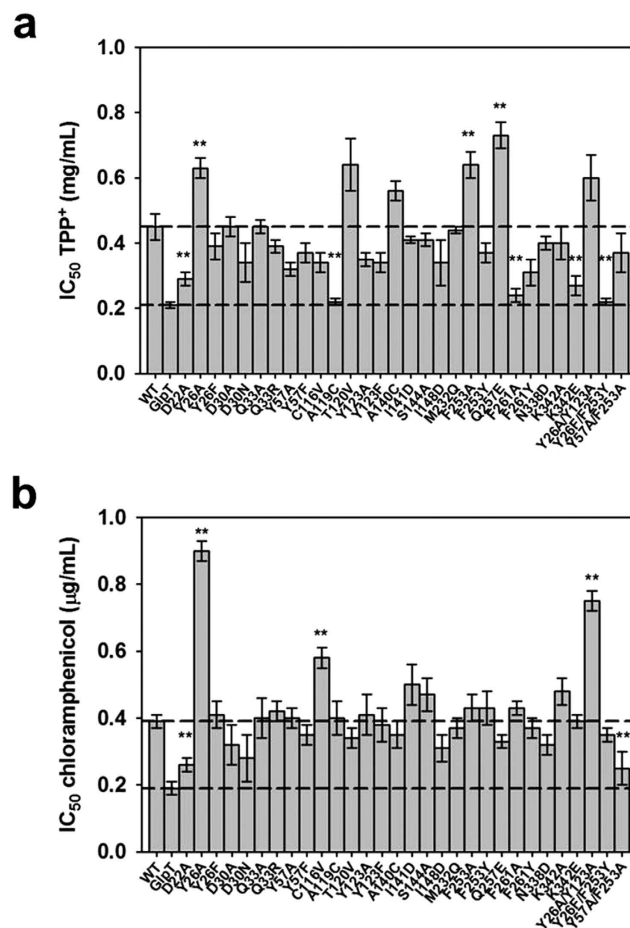 a
IC50 TPP+ (mg/mL)
1.0
0.8
** ** **
0.6
0.4
** ** ** ** **
0.2
0.0
WT
GlpT
D22A
Y26A
Y26F
D30A
D30N
Q33A
Q33R
Y57A
Y57F
C116V
A119C
T120V
Y123A
Y123F
A140C
I141D
S144A
I148D
M232Q
F253A
F253Y
Q257E
F261A
F261Y
N338D
K342A
K342E
Y26A/Y123A
Y26F/F253Y
Y57A/F253A
b
IC50 chloramphenicol (µg/mL)
1.0
**
0.8
**
**
0.6
0.4
** **
0.2
0.0
WT
GlpT
D22A
Y26A
Y26F
D30A
D30N
Q33A
Q33R
Y57A
Y57F
C116V
A119C
T120V
Y123A
Y123F
A140C
I141D
S144A
I148D
M232Q
F253A
F253Y
Q257E
F261A
F261Y
N338D
K342A
K342E
Y26A/Y123A
Y26F/F253Y
Y57A/F253A